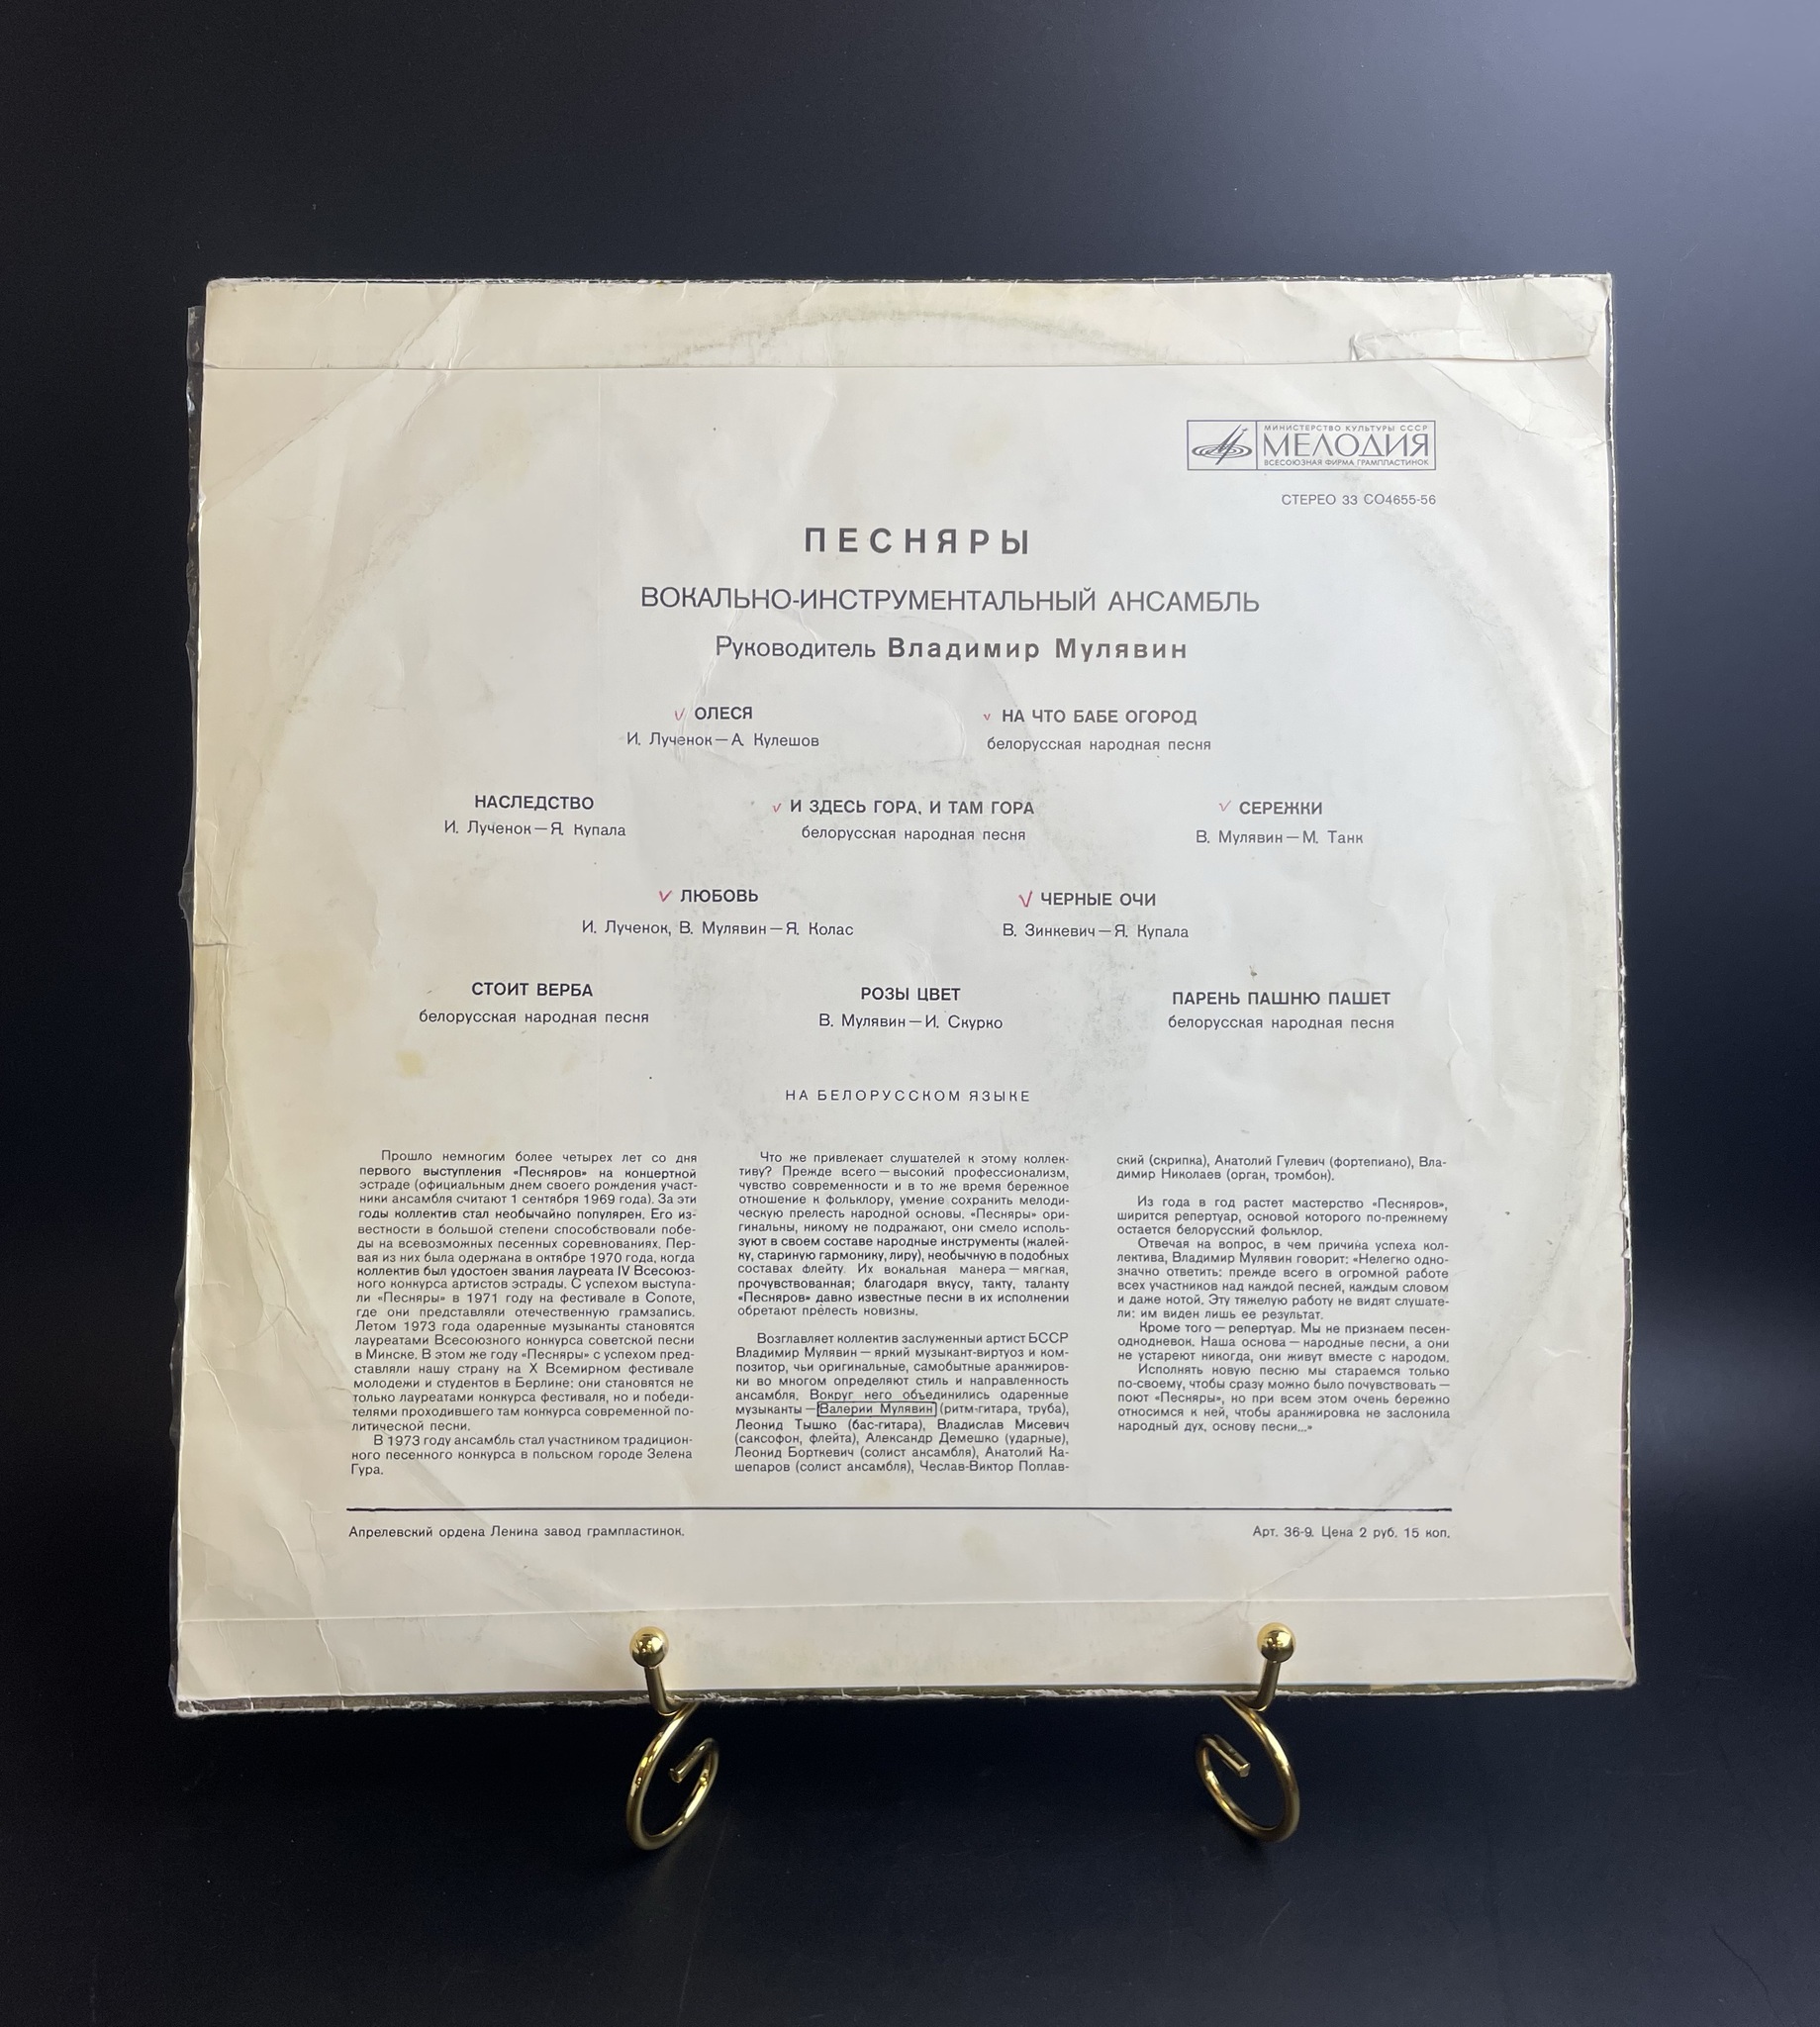 МИНИСТЕРСТВО КУЛЬТУРЫ СССР
МЕЛОДИЯ
ВСЕСОЮЗНАЯ ФИРМА ГРАМПЛАСТИНОК
СТЕРЕО 33 СО4655-56
ПЕСНЯРЫ
ВОКАЛЬНО-ИНСТРУМЕНТАЛЬНЫЙ АНСАМБЛЬ
Руководитель Владимир Мулявин
ОЛЕСЯ
И. Лученок—А. Кулешов
НА ЧТО БАБЕ ОГОРОД
белорусская народная песня
НАСЛЕДСТВО
И. Лученок—Я. Купала
И ЗДЕСЬ ГОРА, И ТАМ ГОРА
белорусская народная песня
СЕРЕЖКИ
В. Мулявин—М. Танк
ЛЮБОВЬ
И. Лученок, В. Мулявин—Я. Колас
ЧЕРНЫЕ ОЧИ
В. Зинкевич—Я. Купала
СТОИТ ВЕРБА
белорусская народная песня
РОЗЫ ЦВЕТ
В. Мулявин—И. Скурко
ПАРЕНЬ ПАШНЮ ПАШЕТ
белорусская народная песня
НА БЕЛОРУССКОМ ЯЗЫКЕ
Прошло немногим более четырех лет со дня
первого выступления «Песняров» на концертной
эстраде (официальным днем своего рождения участ-
ники ансамбля считают 1 сентября 1969 года). За эти
годы коллектив стал необычайно популярен. Его из-
вестности в большой степени способствовали побе-
ды на всевозможных песенных соревнованиях. Пер-
вая из них была одержана в октябре 1970 года, когда
коллектив был удостоен звания лауреата IV Всесоюз-
ного конкурса артистов эстрады. С успехом выступа-
ли «Песняры» в 1971 году на фестивале в Сопоте,
где они представляли отечественную грамзапись.
Летом 1973 года одаренные музыканты становятся
лауреатами Всесоюзного конкурса советской песни
в Минске. В этом же году «Песняры» с успехом пред-
ставляли нашу страну на X Всемирном фестивале
молодежи и студентов в Берлине: они становятся не
только лауреатами конкурса фестиваля, но и победи-
телями проходившего там конкурса современной по-
литической песни.
В 1973 году ансамбль стал участником традицион-
ного песенного конкурса в польском городе Зелена
Гура.
Что же привлекает слушателей к этому коллек-
тиву? Прежде всего—высокий профессионализм,
чувство современности и в то же время бережное
отношение к фольклору, умение сохранить мелоди-
ческую прелесть народной основы. «Песняры» ори-
гинальны, никому не подражают, они смело исполь-
зуют в своем составе народные инструменты (жалей-
ку, стариную гармонику, лиру), необычную в подобных
составах флейту. Их вокальная манера—мягкая,
прочувствованная; благодаря вкусу, такту, таланту
«Песняров» давно известные песни в их исполнении
обретают прелесть новизны.
Возглавляет коллектив заслуженный артист БССР
Владимир Мулявин—яркий музыкант-виртуоз и ком-
позитор, чьи оригинальные, самобытные аранжиров-
ки во многом определяют стиль и направленность
ансамбля. Вокруг него объединились одаренные
музыканты—Валерии Мулявин (ритм-гитара, труба),
Леонид Тышко (бас-гитара), Владислав Мисевич
(саксофон, флейта), Александр Демешко (ударные),
Леонид Борткевич (солист ансамбля), Анатолий Ка-
шепаров (солист ансамбля), Чеслав-Виктор Поплав-
ский (скрипка), Анатолий Гулевич (фортепиано), Вла-
димир Николаев (орган, тромбон).
Из года в год растет мастерство «Песняров»,
ширится репертуар, основой которого по-прежнему
остается белорусский фольклор.
Отвечая на вопрос, в чем причина успеха кол-
лектива, Владимир Мулявин говорит: «Нелегко одно-
значно ответить: прежде всего в огромной работе
всех участников над каждой песней, каждым словом
и даже нотой. Эту тяжелую работу не видят слушате-
ли: им виден лишь ее результат.
Кроме того—репертуар. Мы не признаем песен-
однодневок. Наша основа—народные песни, а они
не устареют никогда, они живут вместе с народом.
Исполнять новую песню мы стараемся только
по-своему, чтобы сразу можно было почувствовать—
поют «Песняры», но при всем этом очень бережно
относимся к ней, чтобы аранжировка не заслонила
народный дух, основу песни...»
Апрелевский ордена Ленина завод грампластинок.
Арт. 36-9. Цена 2 руб. 15 коп.